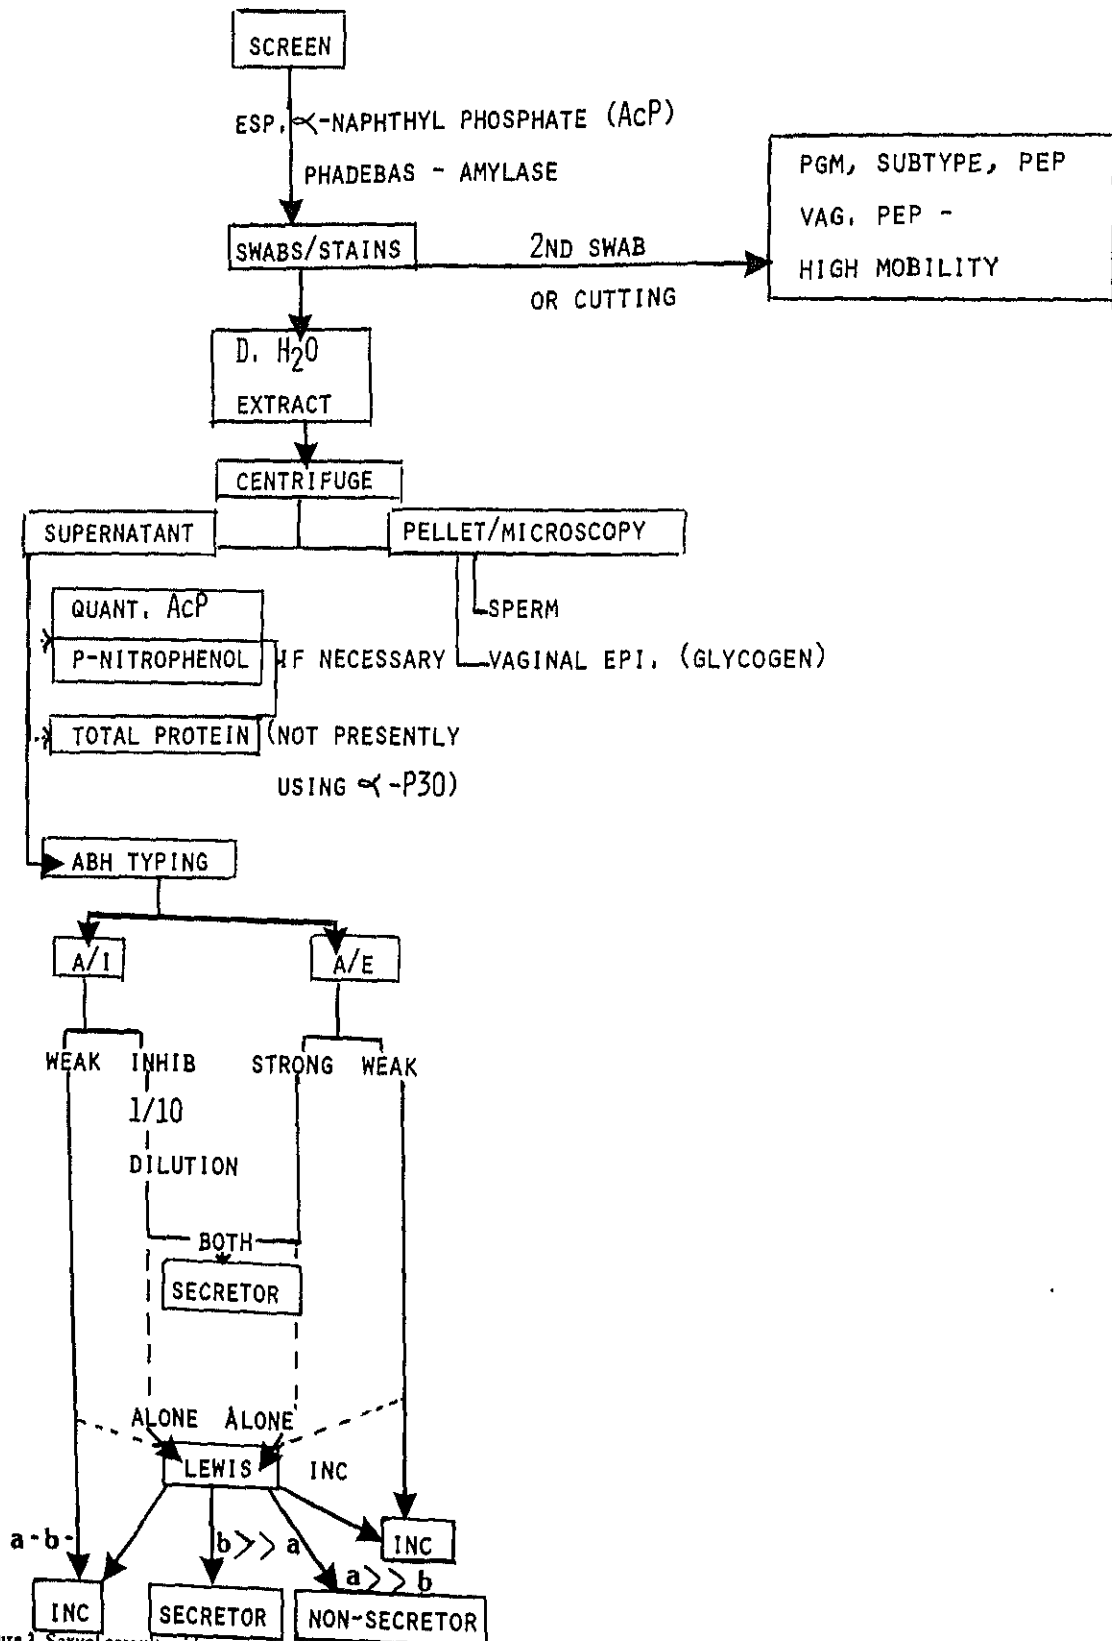 SCREEN
ESP. ∝-NAPHTHYL PHOSPHATE (AcP)
PHADEBAS - AMYLASE
PGM, SUBTYPE, PEP
VAG. PEP -
HIGH MOBILITY
SWABS/STAINS
2ND SWAB
OR CUTTING
D. H₂O
EXTRACT
CENTRIFUGE
SUPERNATANT
PELLET/MICROSCOPY
QUANT. AcP
SPERM
P-NITROPHENOL
IF NECESSARY
VAGINAL EPI. (GLYCOGEN)
TOTAL PROTEIN
(NOT PRESENTLY
USING ∝-P30)
ABH TYPING
A/I
A/E
WEAK INHIB
STRONG WEAK
1/10
DILUTION
BOTH
SECRETOR
ALONE ALONE
LEWIS
INC
a-b-
b>>a
INC
a>>b
INC
SECRETOR
NON-SECRETOR